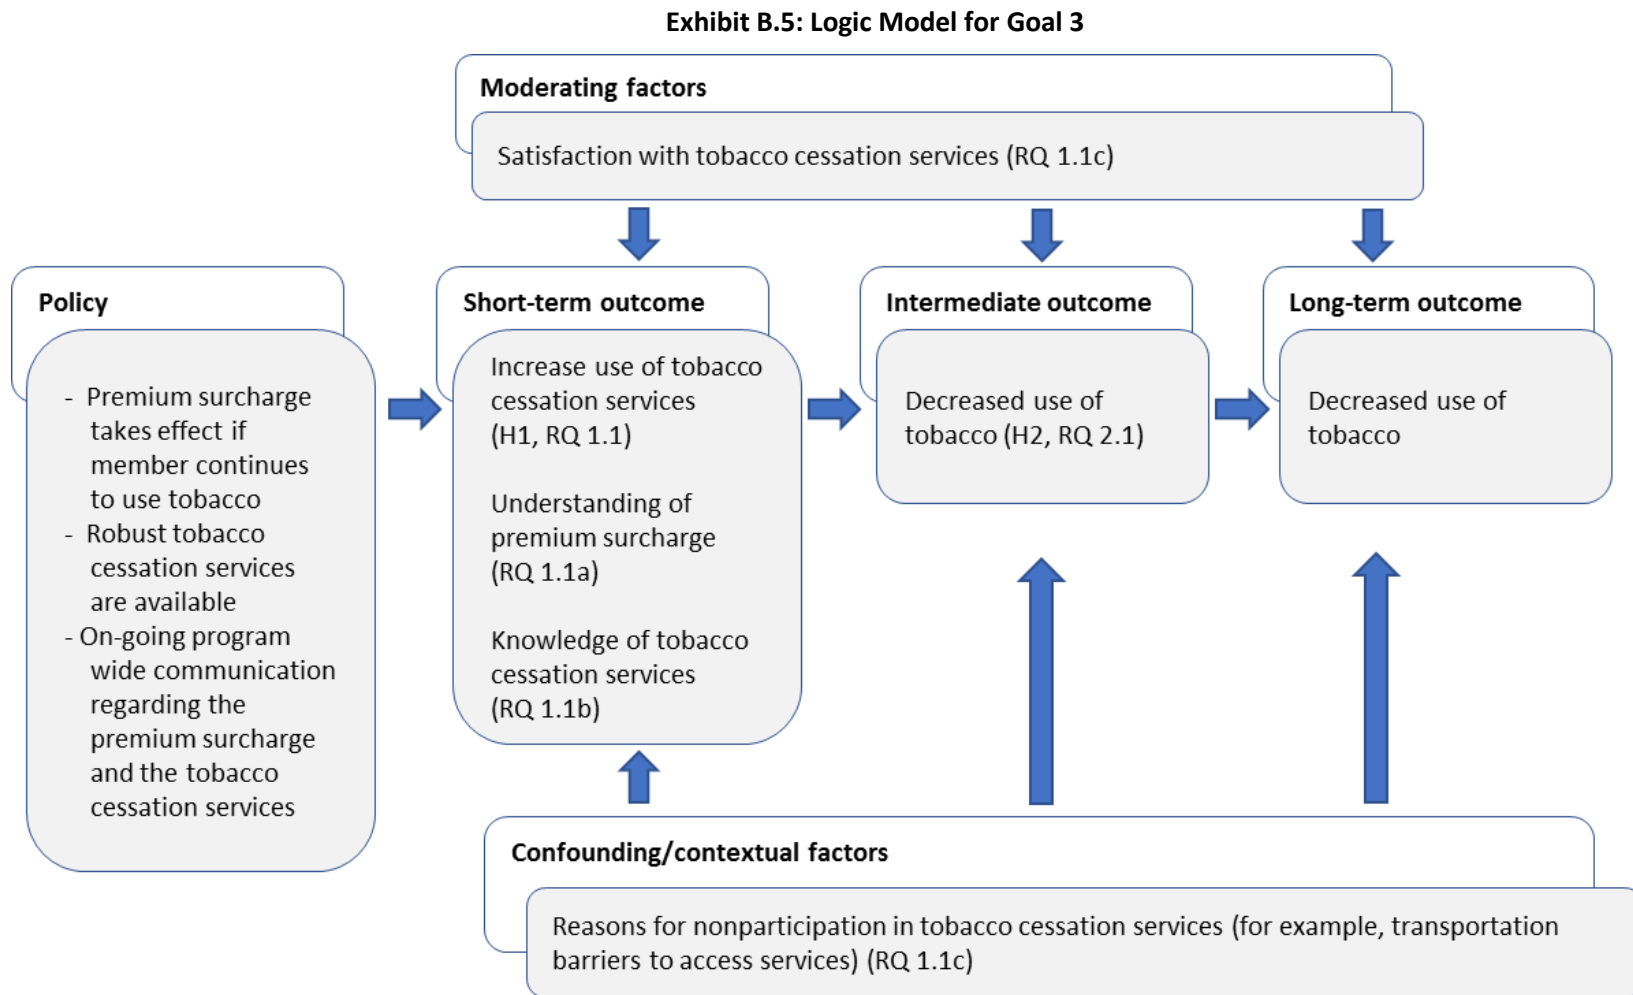 Exhibit B.5: Logic Model for Goal 3
Moderating factors
Satisfaction with tobacco cessation services (RQ 1.1c)
Policy
- Premium surcharge
takes effect if
member continues
to use tobacco
- Robust tobacco
cessation services
are available
- On-going program
wide communication
regarding the
premium surcharge
and the tobacco
cessation services
Short-term outcome
Increase use of tobacco
cessation services
(H1, RQ 1.1)
Understanding of
premium surcharge
(RQ 1.1a)
Knowledge of tobacco
cessation services
(RQ 1.1b)
Intermediate outcome
Decreased use of
tobacco (H2, RQ 2.1)
Long-term outcome
Decreased use of
tobacco
Confounding/contextual factors
Reasons for nonparticipation in tobacco cessation services (for example, transportation
barriers to access services) (RQ 1.1c)